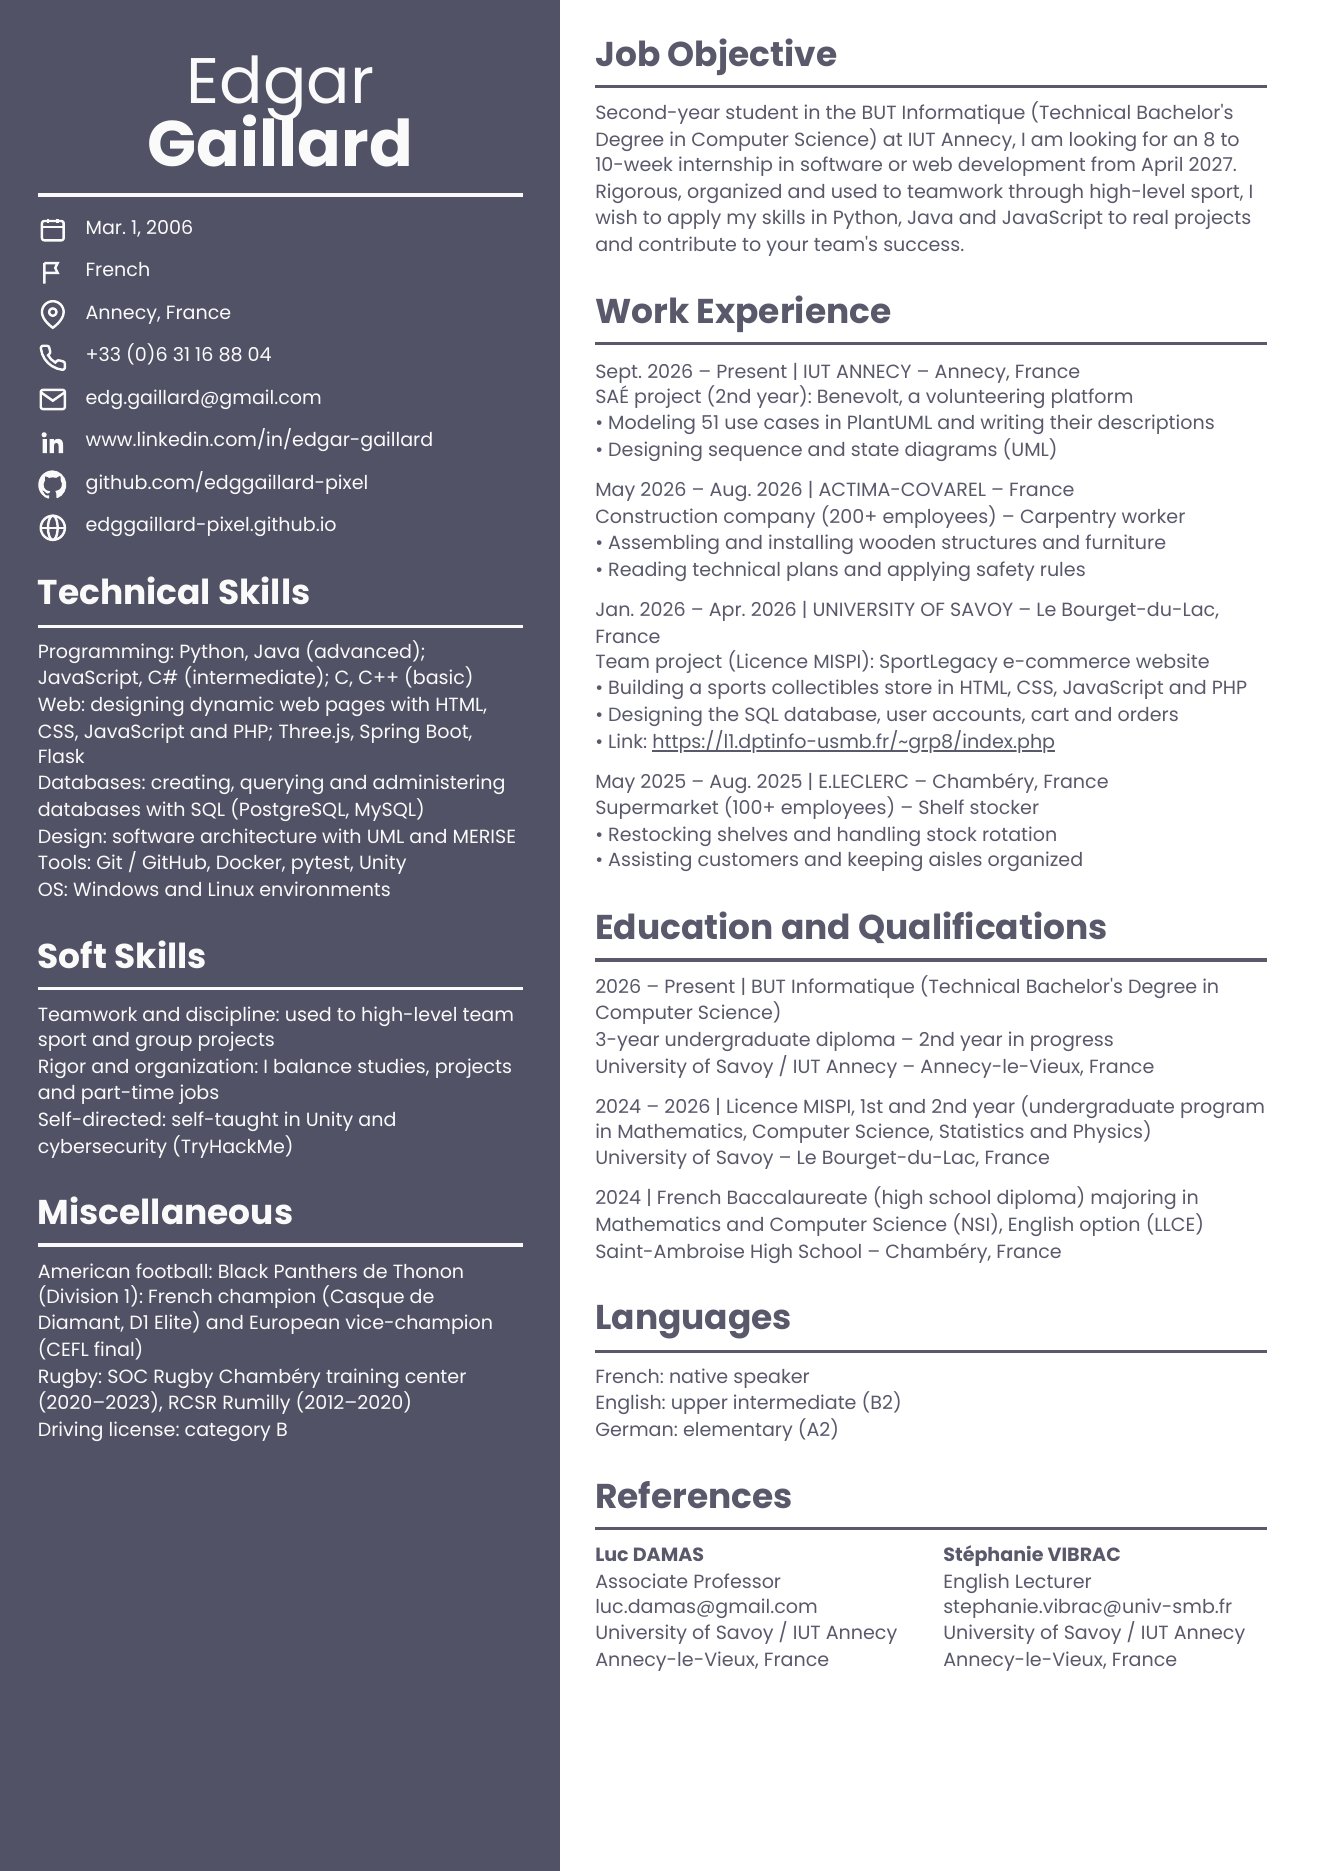 Edgar
Gaillard
Mar. 1, 2006
French
Annecy, France
+33 (0)6 31 16 88 04
edg.gaillard@gmail.com
www.linkedin.com/in/edgar-gaillard
github.com/edggaillard-pixel
edggaillard-pixel.github.io
Technical Skills
Programming: Python, Java (advanced);
JavaScript, C# (intermediate); C, C++ (basic)
Web: designing dynamic web pages with HTML,
CSS, JavaScript and PHP; Three.js, Spring Boot,
Flask
Databases: creating, querying and administering
databases with SQL (PostgreSQL, MySQL)
Design: software architecture with UML and MERISE
Tools: Git / GitHub, Docker, pytest, Unity
OS: Windows and Linux environments
Soft Skills
Teamwork and discipline: used to high-level team
sport and group projects
Rigor and organization: I balance studies, projects
and part-time jobs
Self-directed: self-taught in Unity and
cybersecurity (TryHackMe)
Miscellaneous
American football: Black Panthers de Thonon
(Division 1): French champion (Casque de
Diamant, D1 Elite) and European vice-champion
(CEFL final)
Rugby: SOC Rugby Chambéry training center
(2020–2023), RCSR Rumilly (2012–2020)
Driving license: category B
Job Objective
Second-year student in the BUT Informatique (Technical Bachelor's
Degree in Computer Science) at IUT Annecy, I am looking for an 8 to
10-week internship in software or web development from April 2027.
Rigorous, organized and used to teamwork through high-level sport, I
wish to apply my skills in Python, Java and JavaScript to real projects
and contribute to your team's success.
Work Experience
Sept. 2026 – Present | IUT ANNECY – Annecy, France
SAÉ project (2nd year): Benevolt, a volunteering platform
• Modeling 51 use cases in PlantUML and writing their descriptions
• Designing sequence and state diagrams (UML)
May 2026 – Aug. 2026 | ACTIMA-COVAREL – France
Construction company (200+ employees) – Carpentry worker
• Assembling and installing wooden structures and furniture
• Reading technical plans and applying safety rules
Jan. 2026 – Apr. 2026 | UNIVERSITY OF SAVOY – Le Bourget-du-Lac,
France
Team project (Licence MISPI): SportLegacy e-commerce website
• Building a sports collectibles store in HTML, CSS, JavaScript and PHP
• Designing the SQL database, user accounts, cart and orders
• Link: https://l1.dptinfo-usmb.fr/~grp8/index.php
May 2025 – Aug. 2025 | E.LECLERC – Chambéry, France
Supermarket (100+ employees) – Shelf stocker
• Restocking shelves and handling stock rotation
• Assisting customers and keeping aisles organized
Education and Qualifications
2026 – Present | BUT Informatique (Technical Bachelor's Degree in
Computer Science)
3-year undergraduate diploma – 2nd year in progress
University of Savoy / IUT Annecy – Annecy-le-Vieux, France
2024 – 2026 | Licence MISPI, 1st and 2nd year (undergraduate program
in Mathematics, Computer Science, Statistics and Physics)
University of Savoy – Le Bourget-du-Lac, France
2024 | French Baccalaureate (high school diploma) majoring in
Mathematics and Computer Science (NSI), English option (LLCE)
Saint-Ambroise High School – Chambéry, France
Languages
French: native speaker
English: upper intermediate (B2)
German: elementary (A2)
References
Luc DAMAS
Associate Professor
luc.damas@gmail.com
University of Savoy / IUT Annecy
Annecy-le-Vieux, France
Stéphanie VIBRAC
English Lecturer
stephanie.vibrac@univ-smb.fr
University of Savoy / IUT Annecy
Annecy-le-Vieux, France